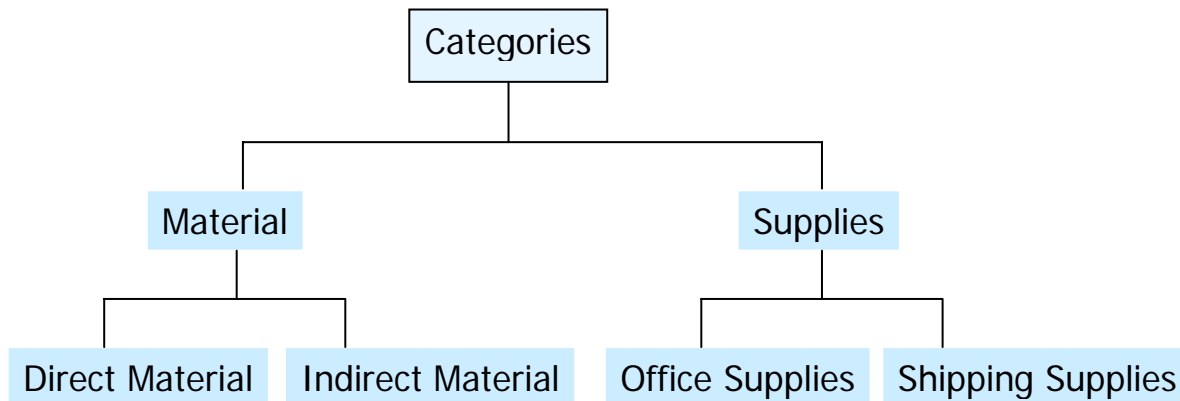 Categories
Material
Supplies
Direct Material
Indirect Material
Office Supplies
Shipping Supplies